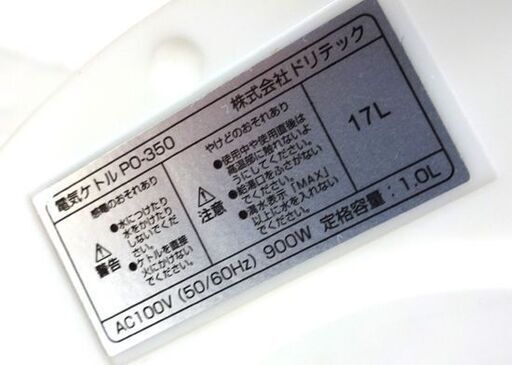 電気ケトル PO-350 株式会社ドリテック
感電のおそれあり
警告
●水につけたり
水をかけたり
しないでくだ
さい。
●ケトルを直接
火にかけない
でください。
やけどのおそれあり
注意
●使用中や使用直後は
高温部に触れないよ
うにしてください。
●給湯口をふさがない
でください。
●満水表示「MAX」
以上に水を入れない
でください。
17L
AC100V (50/60Hz) 900W 定格容量:1.0L